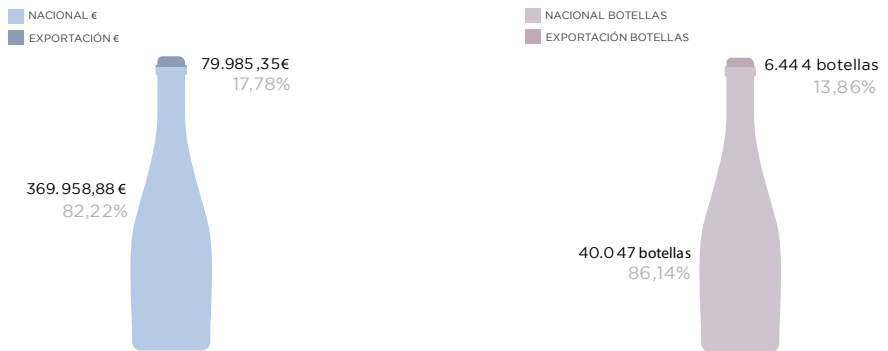 NACIONAL €
EXPORTACIÓN €
79.985,35€
17,78%
369.958,88 €
82,22%
NACIONAL BOTELLAS
EXPORTACIÓN BOTELLAS
6.444 botellas
13,86%
40.047 botellas
86,14%